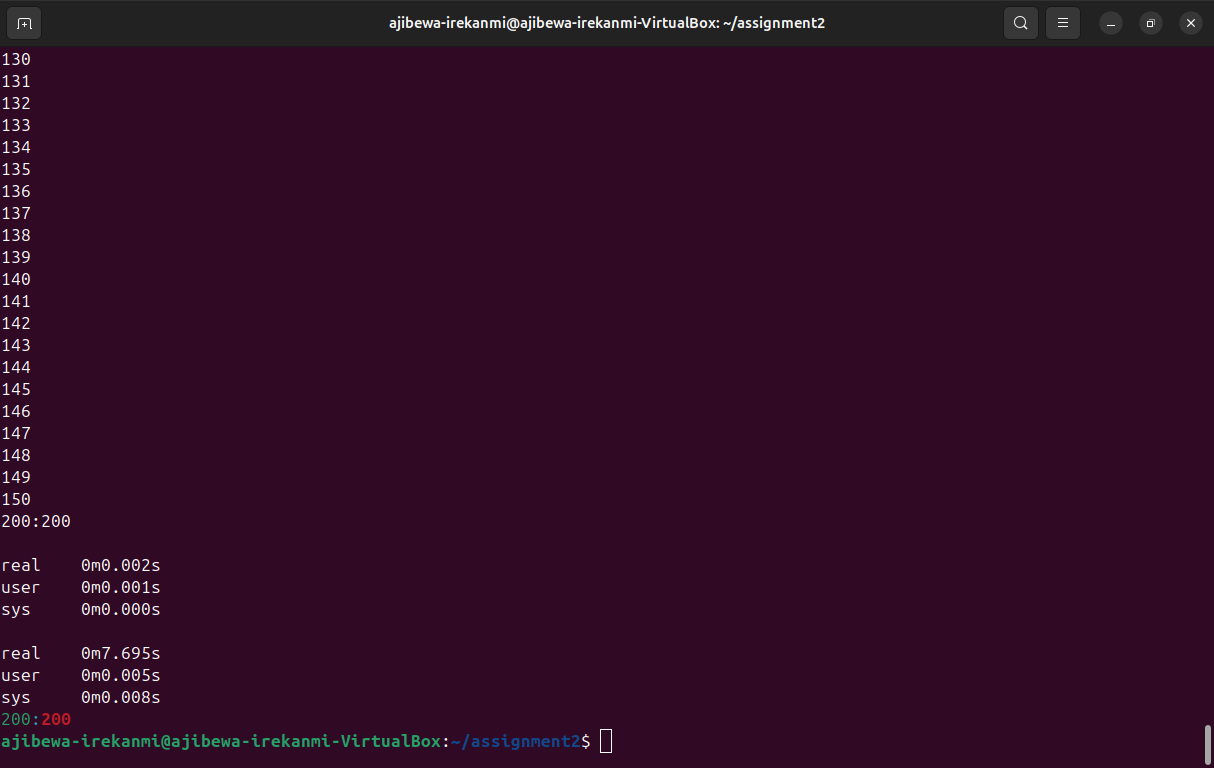 ajibewa-irekanmi@ajibewa-irekanmi-VirtualBox: ~/assignment2
130
131
132
133
134
135
136
137
138
139
140
141
142
143
144
145
146
147
148
149
150
200:200
real 0m0.002s
user 0m0.001s
sys 0m0.000s
real 0m7.695s
user 0m0.005s
sys 0m0.008s
200:200
ajibewa-irekanmi@ajibewa-irekanmi-VirtualBox:~/assignment2$